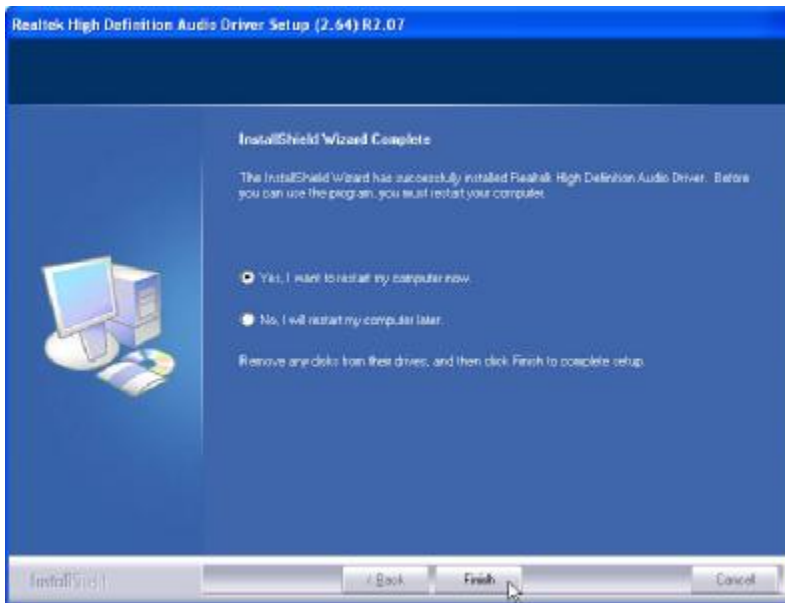 Realtek High Definition Audio Driver Setup (2.64) R2.07
InstallShield Wizard Complete
The InstallShield Wizard has successfully installed Realtek High Definition Audio Driver. Before
you can use the program, you must restart your computer.
Yes, I want to restart my computer now.
No, I will restart my computer later.
Remove any disks from their drives, and then click Finish to complete setup.
InstallShield
< Back
Finish
Cancel